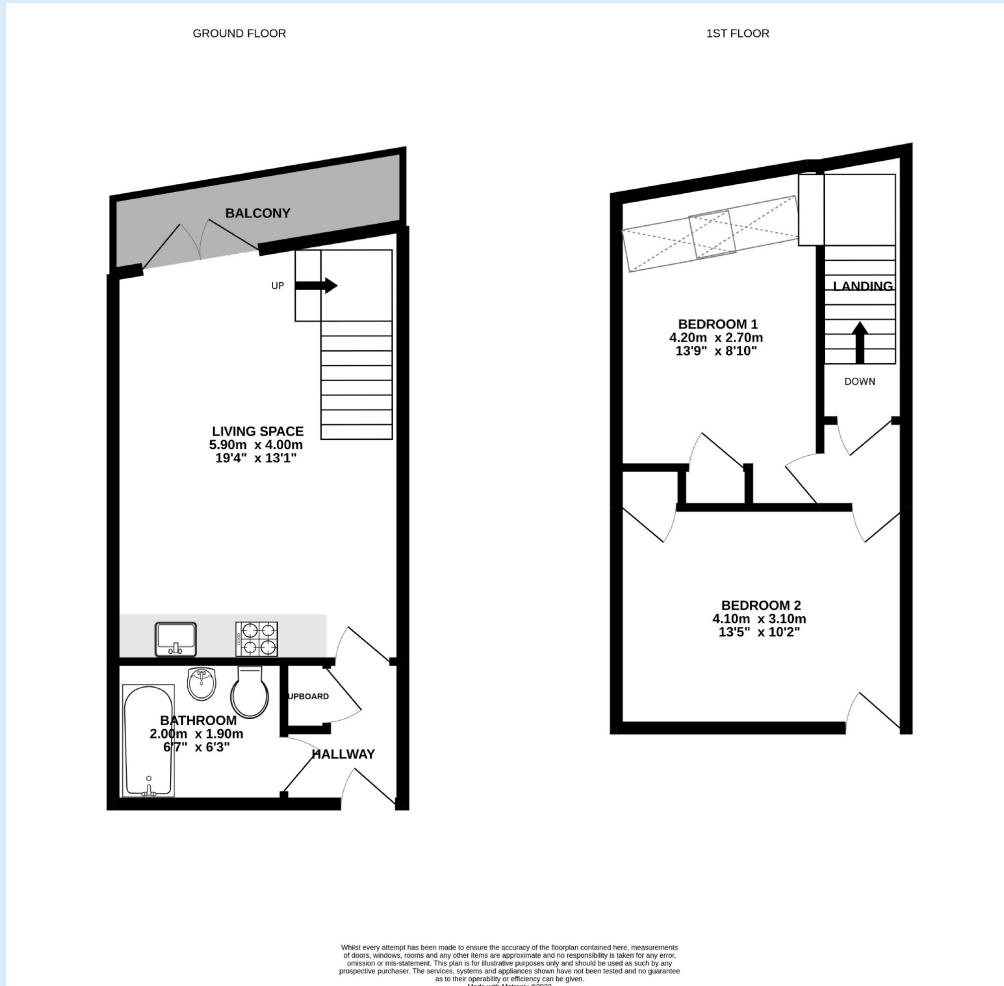 GROUND FLOOR
1ST FLOOR
BALCONY
UP
LIVING SPACE
5.90m x 4.00m
19'4" x 13'1"
UPBOARD
BATHROOM
2.00m x 1.90m
6'7" x 6'3"
HALLWAY
LANDING
BEDROOM 1
4.20m x 2.70m
13'9" x 8'10"
DOWN
BEDROOM 2
4.10m x 3.10m
13'5" x 10'2"
Whilst every attempt has been made to ensure the accuracy of the floorplan contained here, measurements
of doors, windows, rooms and any other items are approximate and no responsibility is taken for any error,
omission or mis-statement. This plan is for illustrative purposes only and should be used as such by any
prospective purchaser. The services, systems and appliances shown have not been tested and no guarantee
as to their operability or efficiency can be given.
Made with Metropix